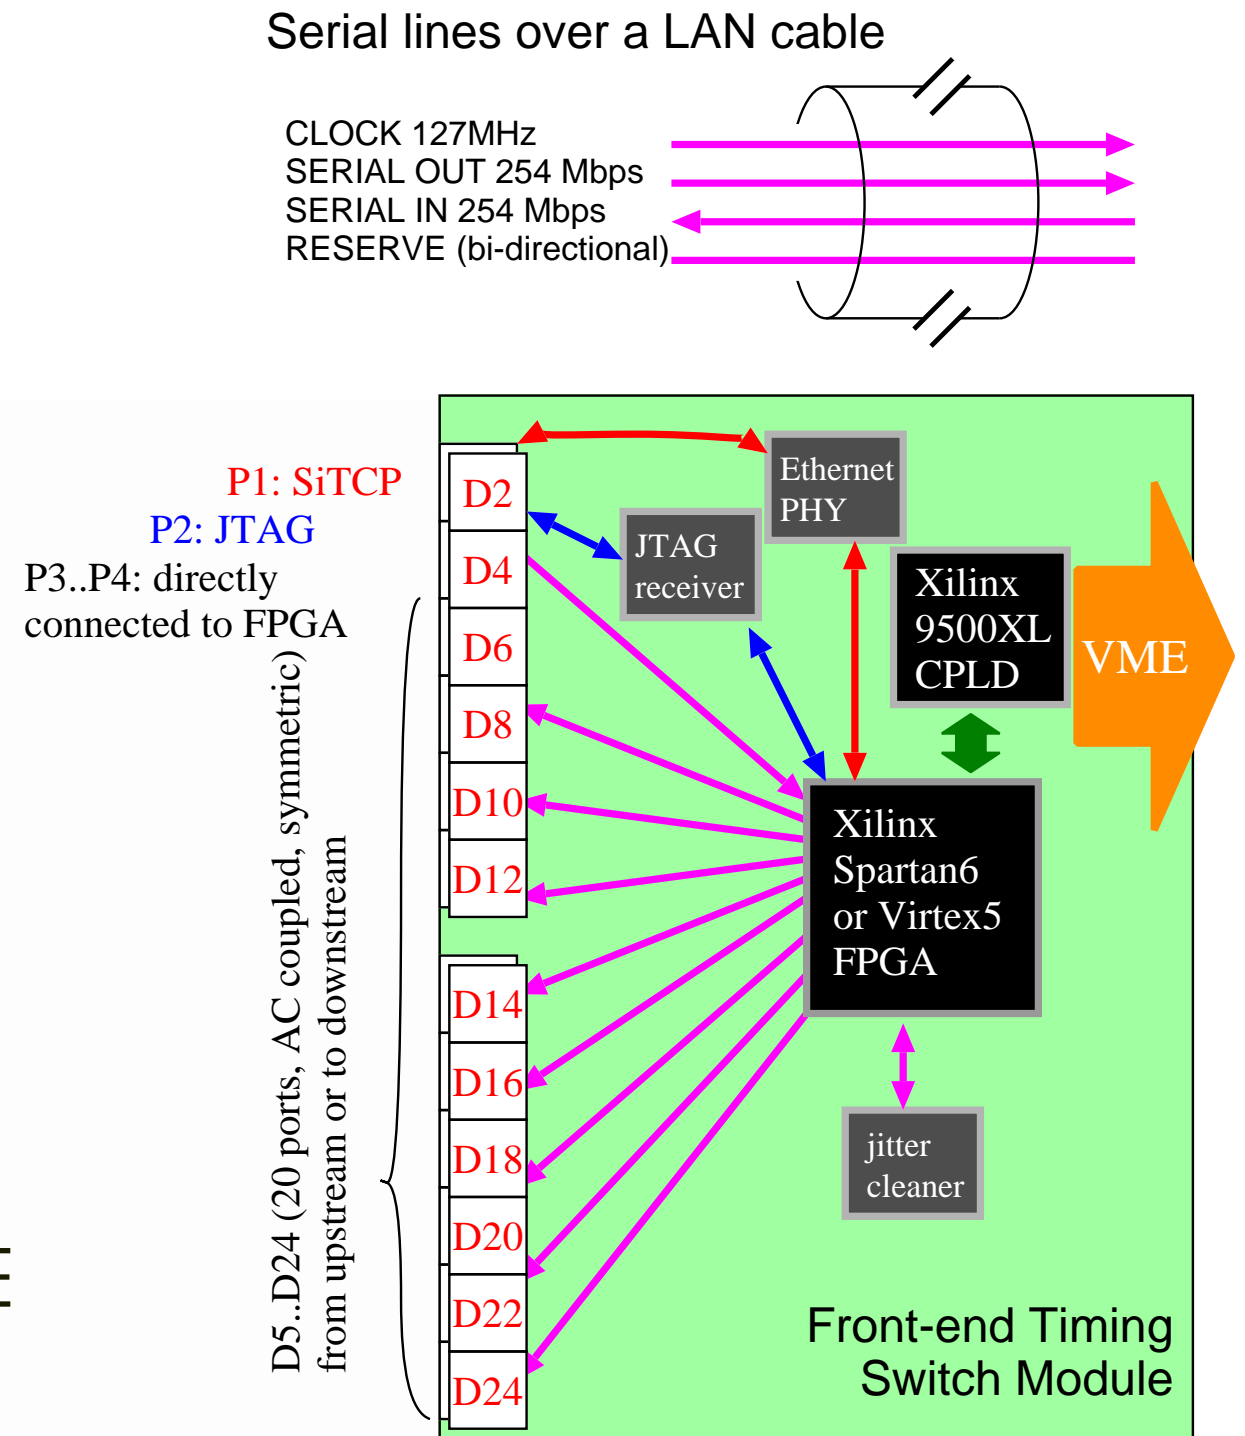 Serial lines over a LAN cable
CLOCK 127MHz
SERIAL OUT 254 Mbps
SERIAL IN 254 Mbps
RESERVE (bi-directional)
P1: SiTCP
P2: JTAG
P3..P4: directly
connected to FPGA
D5..D24 (20 ports, AC coupled, symmetric)
from upstream or to downstream
D2
D4
D6
D8
D10
D12
D14
D16
D18
D20
D22
D24
Ethernet
PHY
JTAG
receiver
Xilinx
9500XL
CPLD
VME
Xilinx
Spartan6
or Virtex5
FPGA
jitter
cleaner
Front-end Timing
Switch Module